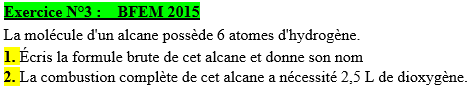 Exercice N°3 : BFEM 2015
La molécule d'un alcane possède 6 atomes d'hydrogène.
1. Écris la formule brute de cet alcane et donne son nom
2. La combustion complète de cet alcane a nécessité 2,5 L de dioxygène.